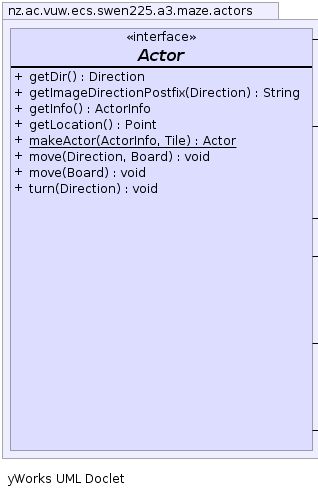 nz.ac.vuw.ecs.swen225.a3.maze.actors
«interface»
Actor
+ getDir() : Direction
+ getImageDirectionPostfix(Direction) : String
+ getInfo() : ActorInfo
+ getLocation() : Point
+ makeActor(ActorInfo, Tile) : Actor
+ move(Direction, Board) : void
+ move(Board) : void
+ turn(Direction) : void
yWorks UML Doclet